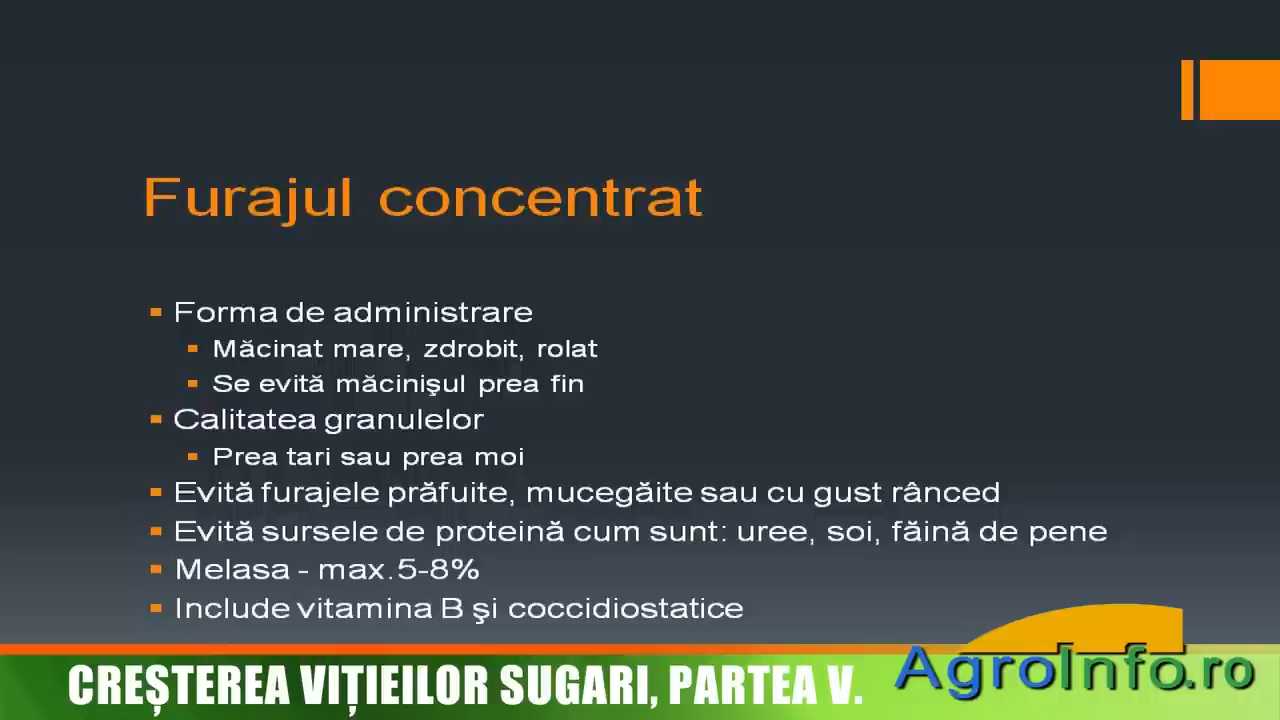 Furajul concentrat
Forma de administrare
Măcinat mare, zdrobit, rolat
Se evită măcinişul prea fin
Calitatea granulelor
Prea tari sau prea moi
Evită furajele prăfuite, mucegăite sau cu gust rânced
Evită sursele de proteină cum sunt: uree, soi, făină de pene
Melasa - max.5-8%
Include vitamina B şi coccidiostatice
CREȘTEREA VIȚIEILOR SUGARI, PARTEA V.
AgroInfo.ro